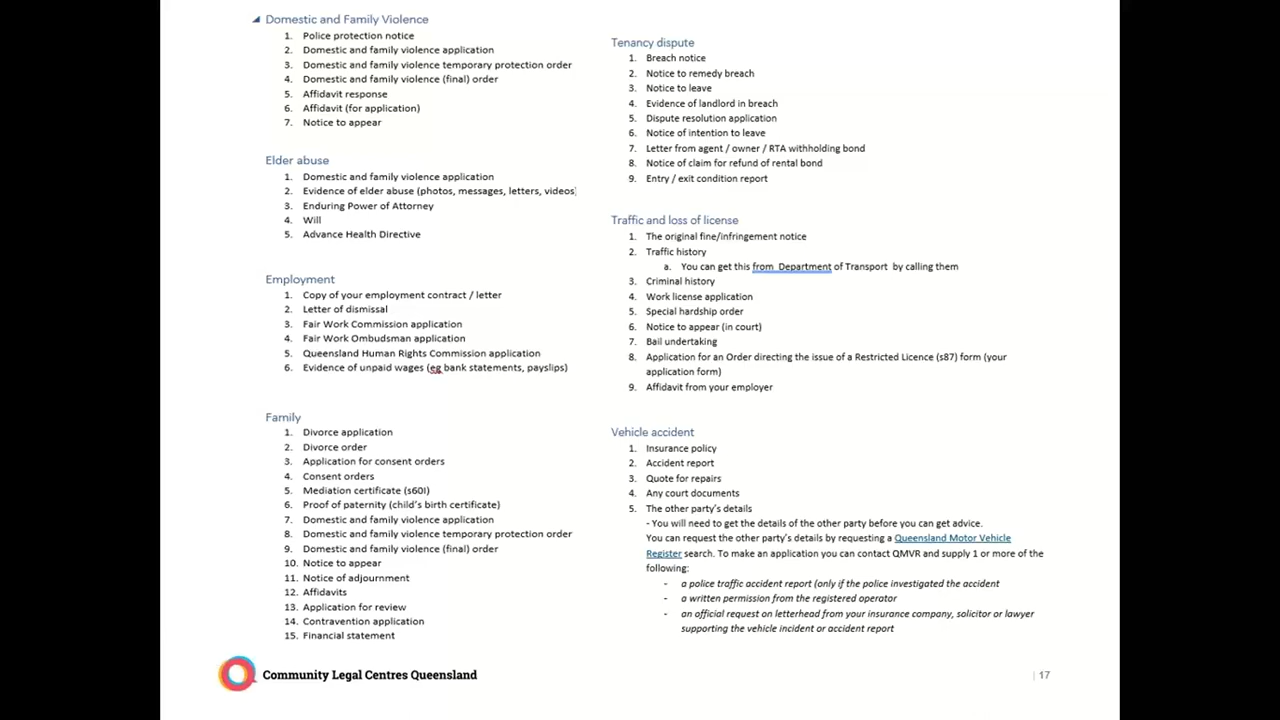 Domestic and Family Violence
1. Police protection notice
2. Domestic and family violence application
3. Domestic and family violence temporary protection order
4. Domestic and family violence (final) order
5. Affidavit response
6. Affidavit (for application)
7. Notice to appear
Elder abuse
1. Domestic and family violence application
2. Evidence of elder abuse (photos, messages, letters, videos)
3. Enduring Power of Attorney
4. Will
5. Advance Health Directive
Employment
1. Copy of your employment contract / letter
2. Letter of dismissal
3. Fair Work Commission application
4. Fair Work Ombudsman application
5. Queensland Human Rights Commission application
6. Evidence of unpaid wages (eg bank statements, payslips)
Family
1. Divorce application
2. Divorce order
3. Application for consent orders
4. Consent orders
5. Mediation certificate (s60I)
6. Proof of paternity (child's birth certificate)
7. Domestic and family violence application
8. Domestic and family violence temporary protection order
9. Domestic and family violence (final) order
10. Notice to appear
11. Notice of adjournment
12. Affidavits
13. Application for review
14. Contravention application
15. Financial statement
Tenancy dispute
1. Breach notice
2. Notice to remedy breach
3. Notice to leave
4. Evidence of landlord in breach
5. Dispute resolution application
6. Notice of intention to leave
7. Letter from agent / owner / RTA withholding bond
8. Notice of claim for refund of rental bond
9. Entry / exit condition report
Traffic and loss of license
1. The original fine/infringement notice
2. Traffic history
a. You can get this from Department of Transport by calling them
3. Criminal history
4. Work license application
5. Special hardship order
6. Notice to appear (in court)
7. Bail undertaking
8. Application for an Order directing the issue of a Restricted Licence (s87) form (your
application form)
9. Affidavit from your employer
Vehicle accident
1. Insurance policy
2. Accident report
3. Quote for repairs
4. Any court documents
5. The other party's details
- You will need to get the details of the other party before you can get advice.
You can request the other party's details by requesting a Queensland Motor Vehicle
Register search. To make an application you can contact QMVR and supply 1 or more of the
following:
- a police traffic accident report (only if the police investigated the accident
- a written permission from the registered operator
- an official request on letterhead from your insurance company, solicitor or lawyer
supporting the vehicle incident or accident report
Community Legal Centres Queensland
| 17